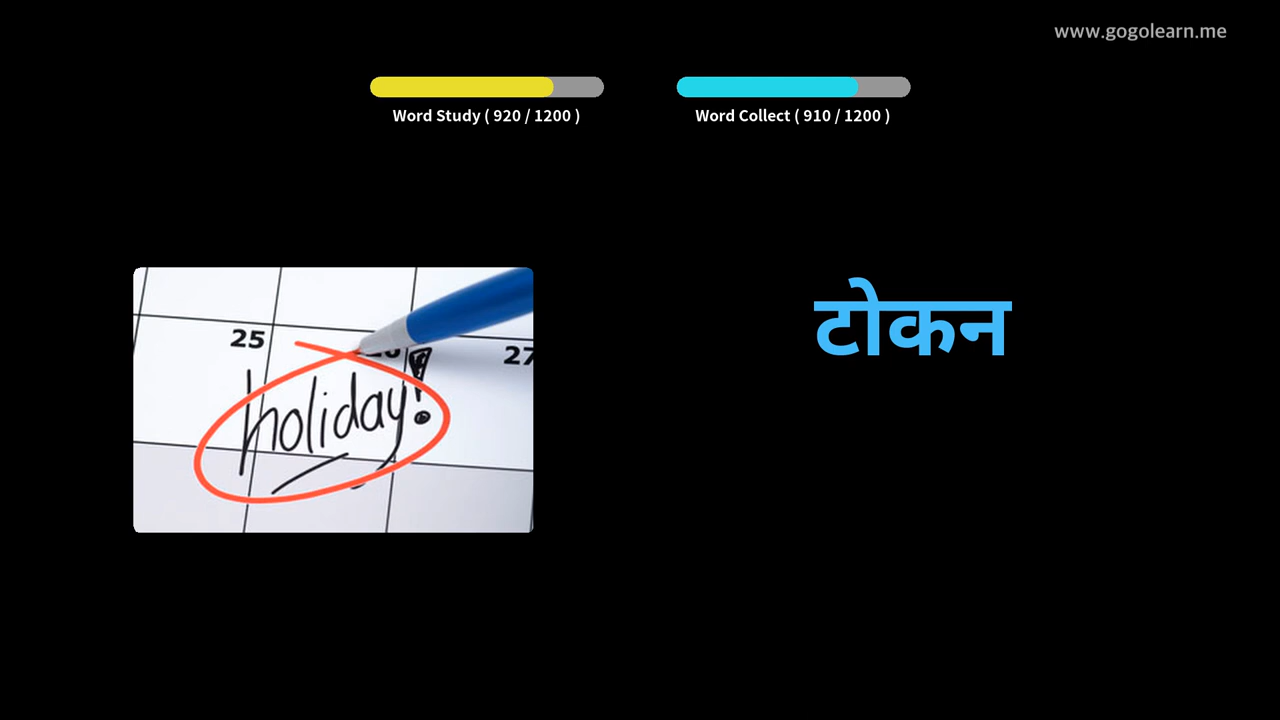 www.gogolearn.me
Word Study ( 920 / 1200 )
Word Collect ( 910 / 1200 )
टोकन
25
27
holiday!